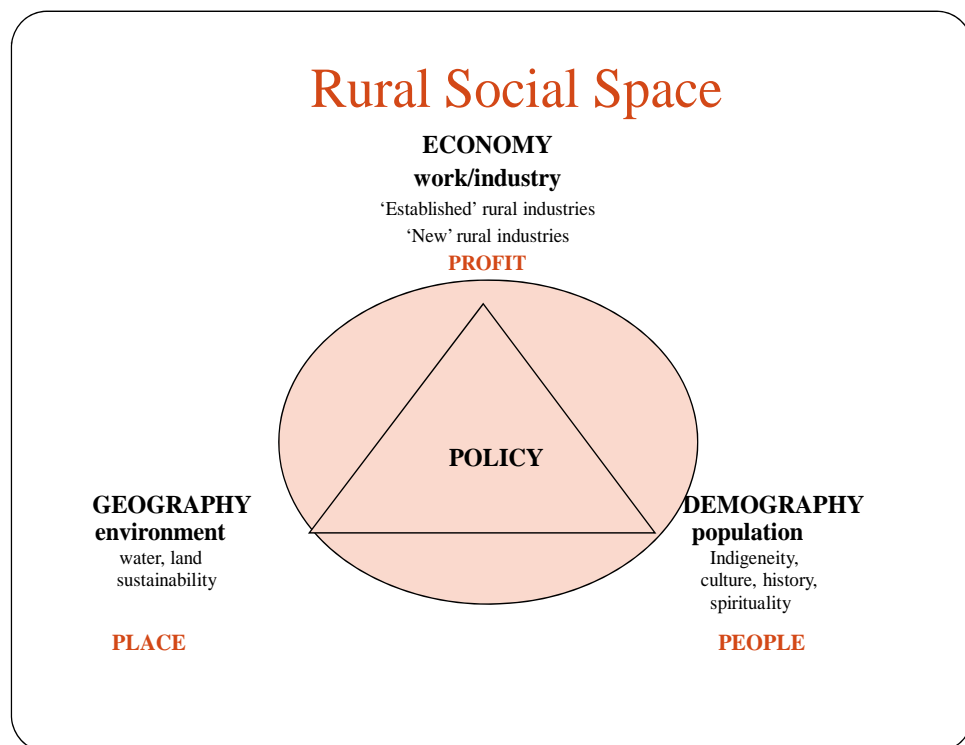 Rural Social Space
ECONOMY
work/industry
‘Established’ rural industries
‘New’ rural industries
PROFIT
POLICY
GEOGRAPHY
environment
water, land
sustainability
PLACE
DEMOGRAPHY
population
Indigeneity,
culture, history,
spirituality
PEOPLE